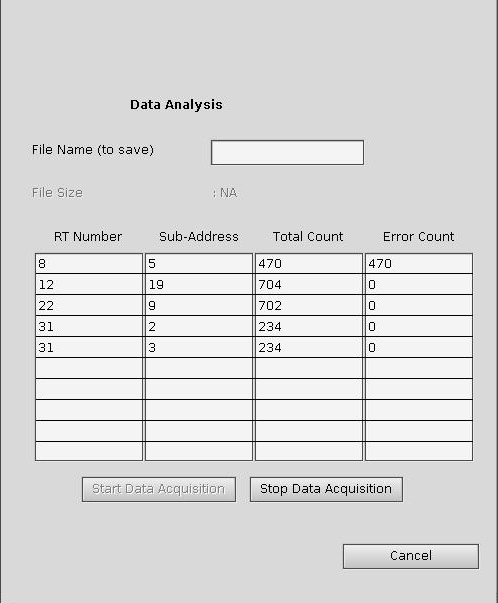 Data Analysis
File Name (to save)
File Size : NA
RT Number Sub-Address Total Count Error Count
8 5 470 470
12 19 704 0
22 9 702 0
31 2 234 0
31 3 234 0
Start Data Acquisition Stop Data Acquisition
Cancel